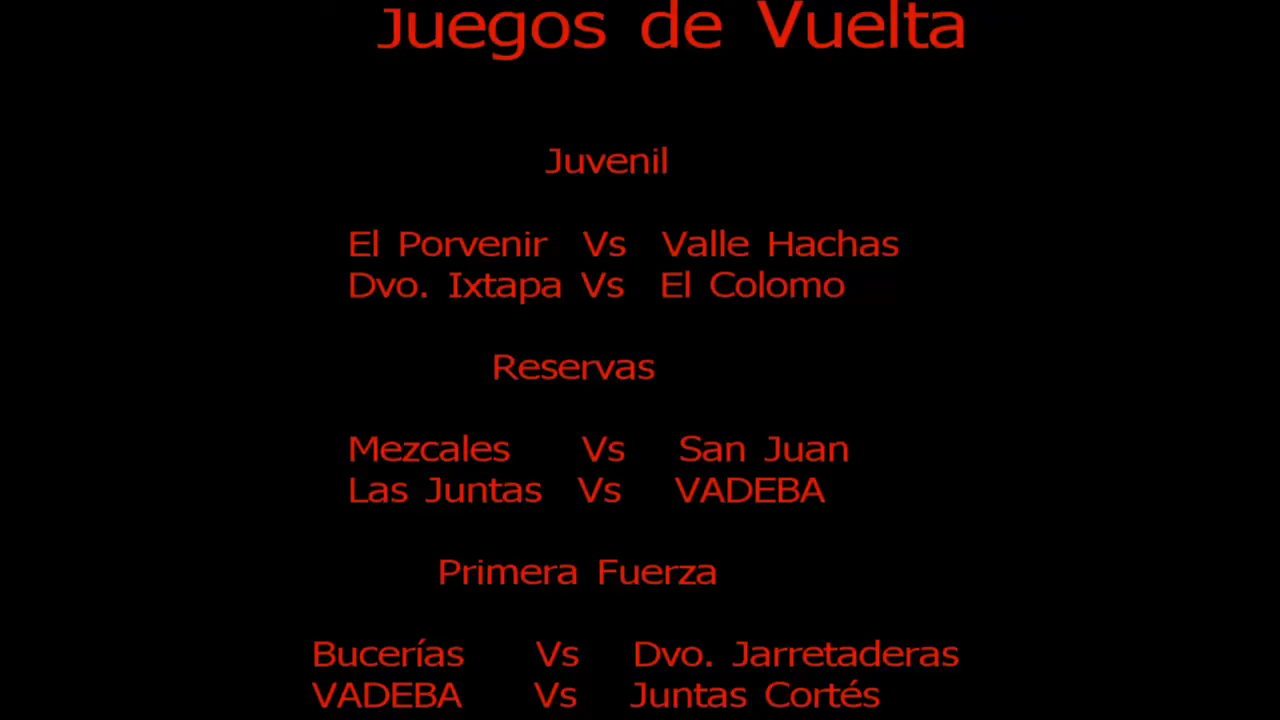 Juegos de Vuelta
Juvenil
El Porvenir Vs Valle Hachas
Dvo. Ixtapa Vs El Colomo
Reservas
Mezcales Vs San Juan
Las Juntas Vs VADEBA
Primera Fuerza
Bucerías Vs Dvo. Jarretaderas
VADEBA Vs Juntas Cortés